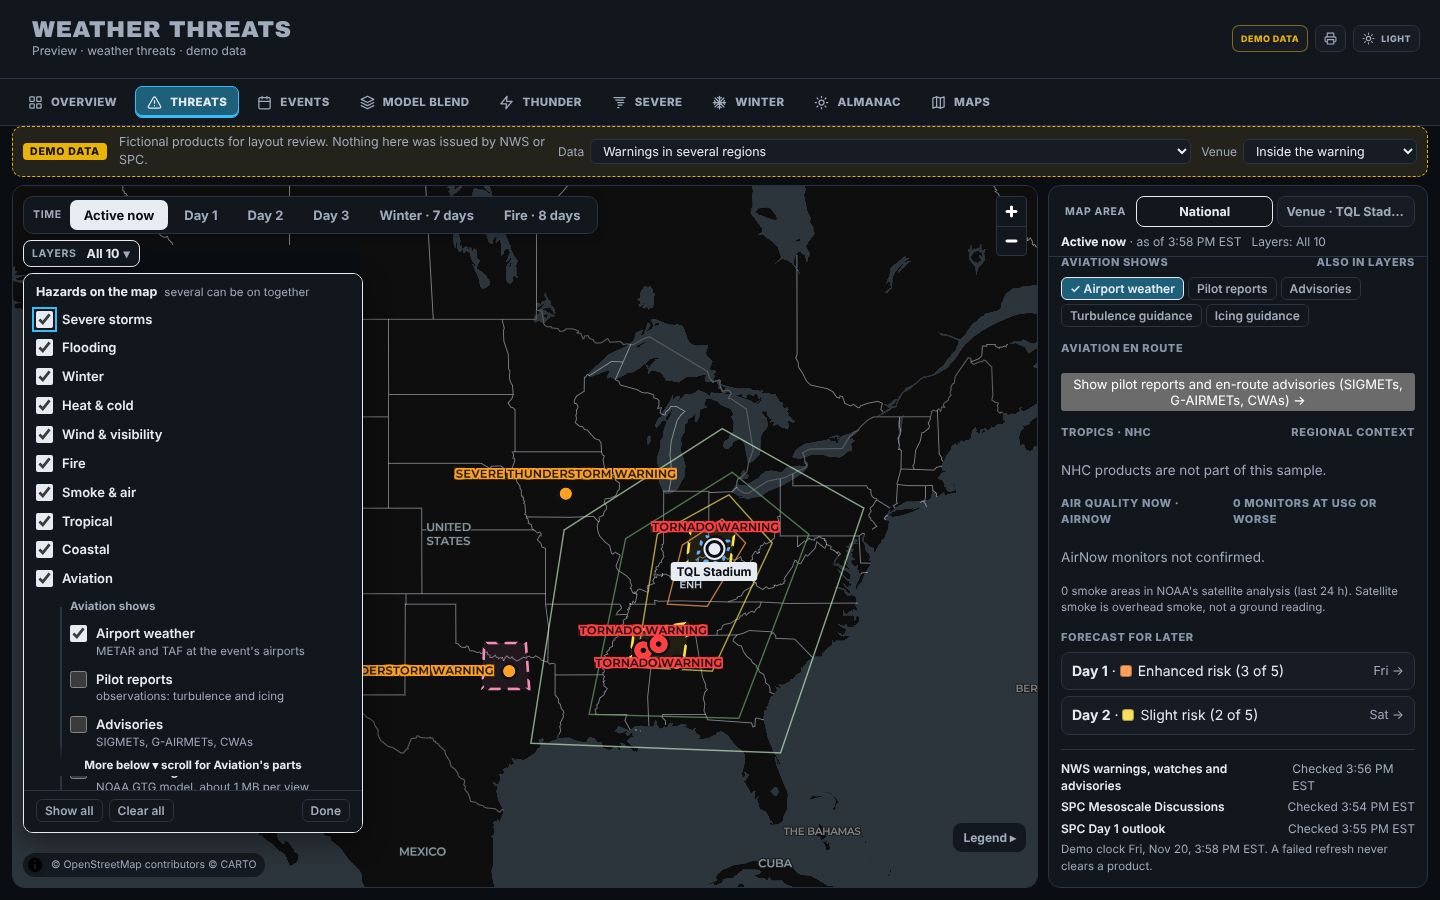 WEATHER THREATS
Preview · weather threats · demo data
DEMO DATA
LIGHT
OVERVIEW
THREATS
EVENTS
MODEL BLEND
THUNDER
SEVERE
WINTER
ALMANAC
MAPS
DEMO DATA
Fictional products for layout review. Nothing here was issued by NWS or
SPC.
Data
Warnings in several regions
Venue
Inside the warning
TIME
Active now
Day 1
Day 2
Day 3
Winter · 7 days
Fire · 8 days
LAYERS All 10 ▾
Hazards on the map several can be on together
Severe storms
Flooding
Winter
Heat & cold
Wind & visibility
Fire
Smoke & air
Tropical
Coastal
Aviation
Aviation shows
Airport weather
METAR and TAF at the event's airports
Pilot reports
observations: turbulence and icing
Advisories
SIGMETs, G-AIRMETs, CWAs
More below ▾ scroll for Aviation's parts
NOAA GTG model, about 1 MB per view
Show all
Clear all
Done
© OpenStreetMap contributors © CARTO
+
−
SEVERE THUNDERSTORM WARNING
UNITED
STATES
TORNADO WARNING
TQL Stadium
ENH
TORNADO WARNING
TORNADO WARNING
DERSTORM WARNING
BER
THE BAHAMAS
MEXICO
CUBA
Legend ▸
MAP AREA
National
Venue · TQL Stad...
Active now · as of 3:58 PM EST Layers: All 10
AVIATION SHOWS
ALSO IN LAYERS
✓ Airport weather
Pilot reports
Advisories
Turbulence guidance
Icing guidance
AVIATION EN ROUTE
Show pilot reports and en-route advisories (SIGMETs,
G-AIRMETs, CWAs) →
TROPICS · NHC
REGIONAL CONTEXT
NHC products are not part of this sample.
AIR QUALITY NOW ·
AIRNOW
0 MONITORS AT USG OR
WORSE
AirNow monitors not confirmed.
0 smoke areas in NOAA's satellite analysis (last 24 h). Satellite
smoke is overhead smoke, not a ground reading.
FORECAST FOR LATER
Day 1 · Enhanced risk (3 of 5)
Fri →
Day 2 · Slight risk (2 of 5)
Sat →
NWS warnings, watches and
advisories
Checked 3:56 PM
EST
SPC Mesoscale Discussions
Checked 3:54 PM EST
SPC Day 1 outlook
Checked 3:55 PM EST
Demo clock Fri, Nov 20, 3:58 PM EST. A failed refresh never
clears a product.